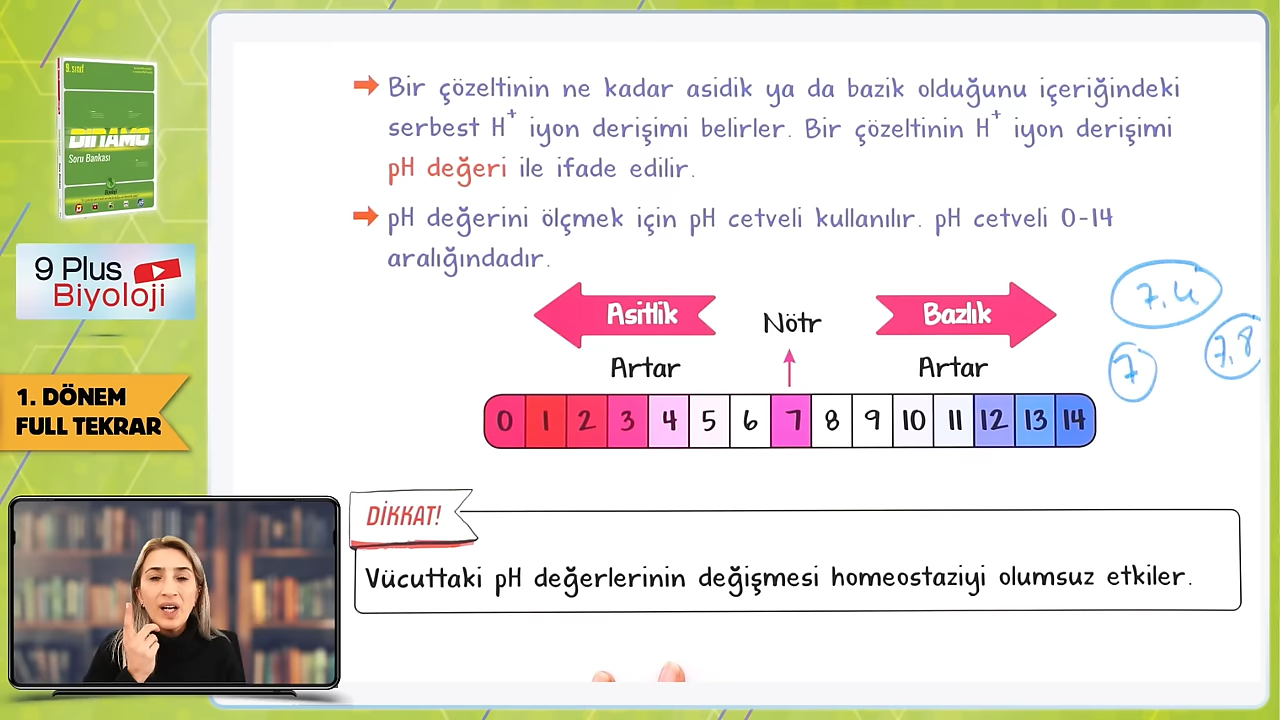 9. sınıf
DİNAMO
Soru Bankası
Biyoloji
9 Plus
Biyoloji
1. DÖNEM
FULL TEKRAR
Bir çözeltinin ne kadar asidik ya da bazik olduğunu içeriğindeki
serbest H⁺ iyon derişimi belirler. Bir çözeltinin H⁺ iyon derişimi
pH değeri ile ifade edilir.
pH değerini ölçmek için pH cetveli kullanılır. pH cetveli 0-14
aralığındadır.
Asitlik
Nötr
Bazlık
Artar
Artar
0 1 2 3 4 5 6 7 8 9 10 11 12 13 14
7,4
7
7,8
DİKKAT!
Vücuttaki pH değerlerinin değişmesi homeostaziyi olumsuz etkiler.